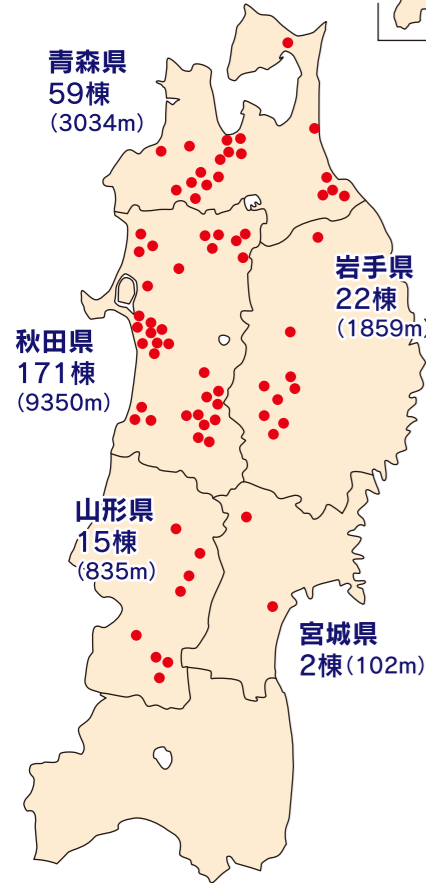 青森県
59棟
(3034m)
岩手県
22棟
(1859m)
秋田県
171棟
(9350m)
山形県
15棟
(835m)
宮城県
2棟(102m)